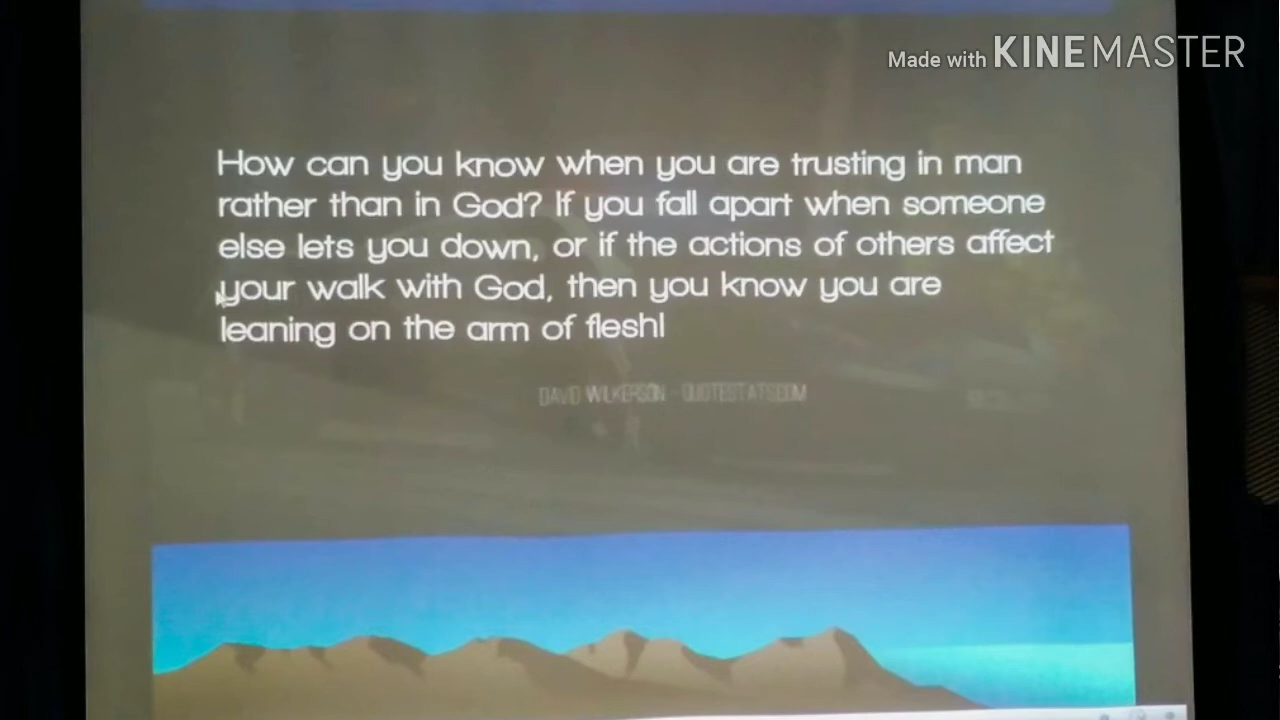 Made with KINEMASTER
How can you know when you are trusting in man
rather than in God? If you fall apart when someone
else lets you down, or if the actions of others affect
your walk with God, then you know you are
leaning on the arm of flesh!
DAVID WILKERSON - QUOTESTATS.COM